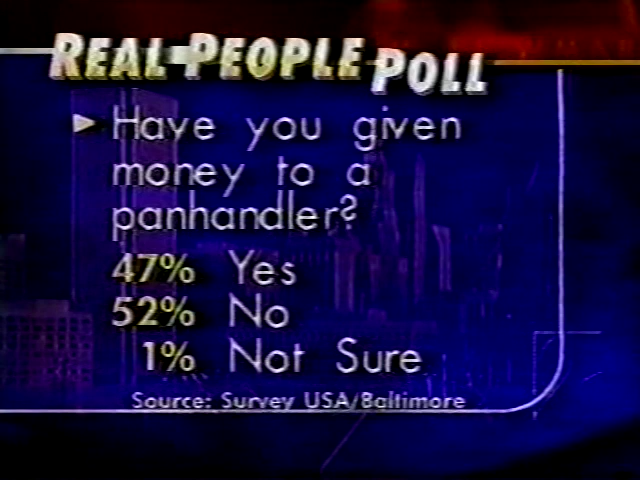 REAL PEOPLE POLL
Have you given
money to a
panhandler?
47% Yes
52% No
1% Not Sure
Source: Survey USA/Baltimore